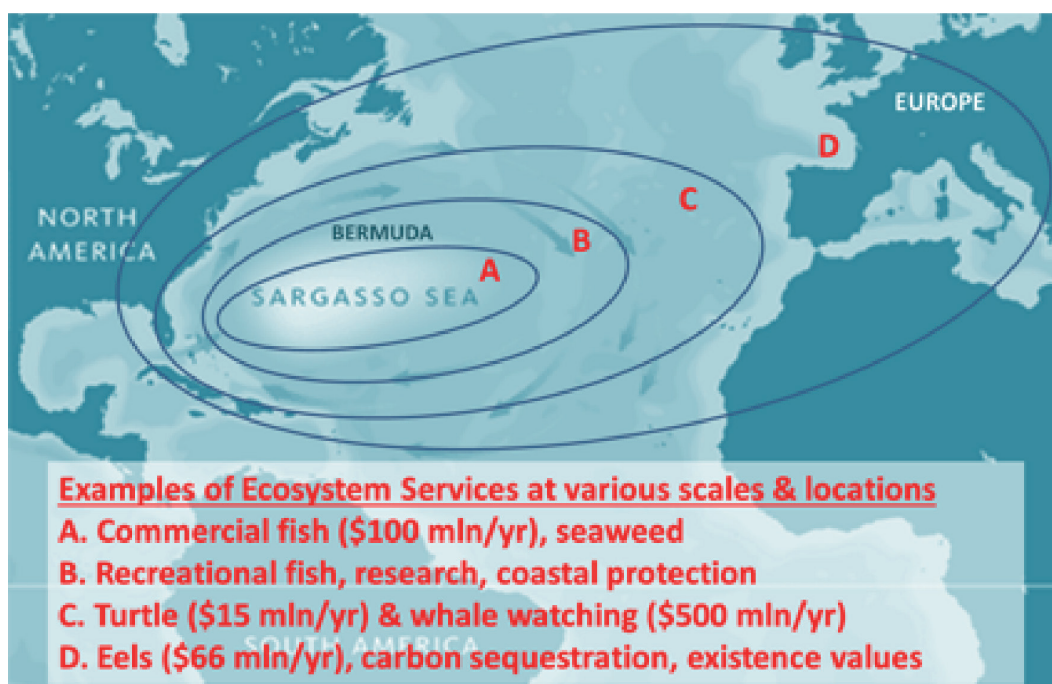 EUROPE
D
NORTH
AMERICA
C
BERMUDA
B
A
SARGASSO SEA
Examples of Ecosystem Services at various scales & locations
A. Commercial fish ($100 mln/yr), seaweed
B. Recreational fish, research, coastal protection
C. Turtle ($15 mln/yr) & whale watching ($500 mln/yr)
SOUTH AMERICA
D. Eels ($66 mln/yr), carbon sequestration, existence values